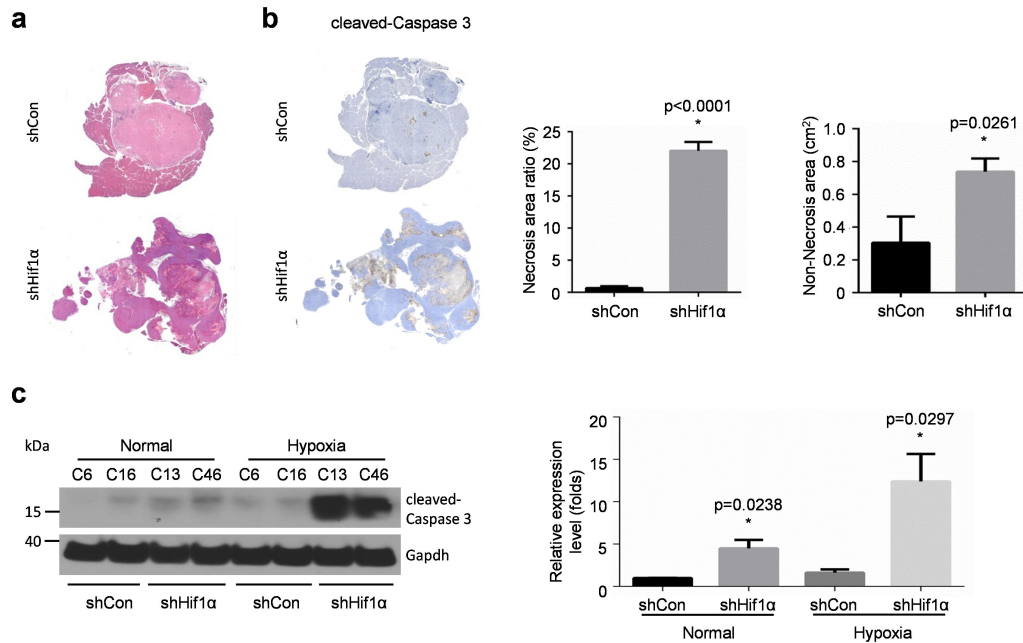 a
b
cleaved-Caspase 3
shCon
shHif1α
Necrosis area ratio (%)
25
20
15
10
5
0
p<0.0001
*
shCon
shHif1α
Non-Necrosis area (cm²)
1.0
0.8
0.6
0.4
0.2
0
p=0.0261
*
shCon
shHif1α
c
kDa
Normal
Hypoxia
C6
C16
C13
C46
C6
C16
C13
C46
15
cleaved-
Caspase 3
40
Gapdh
shCon
shHif1α
shCon
shHif1α
Relative expression
level (folds)
20
15
10
5
0
p=0.0238
*
p=0.0297
*
shCon
shHif1α
shCon
shHif1α
Normal
Hypoxia